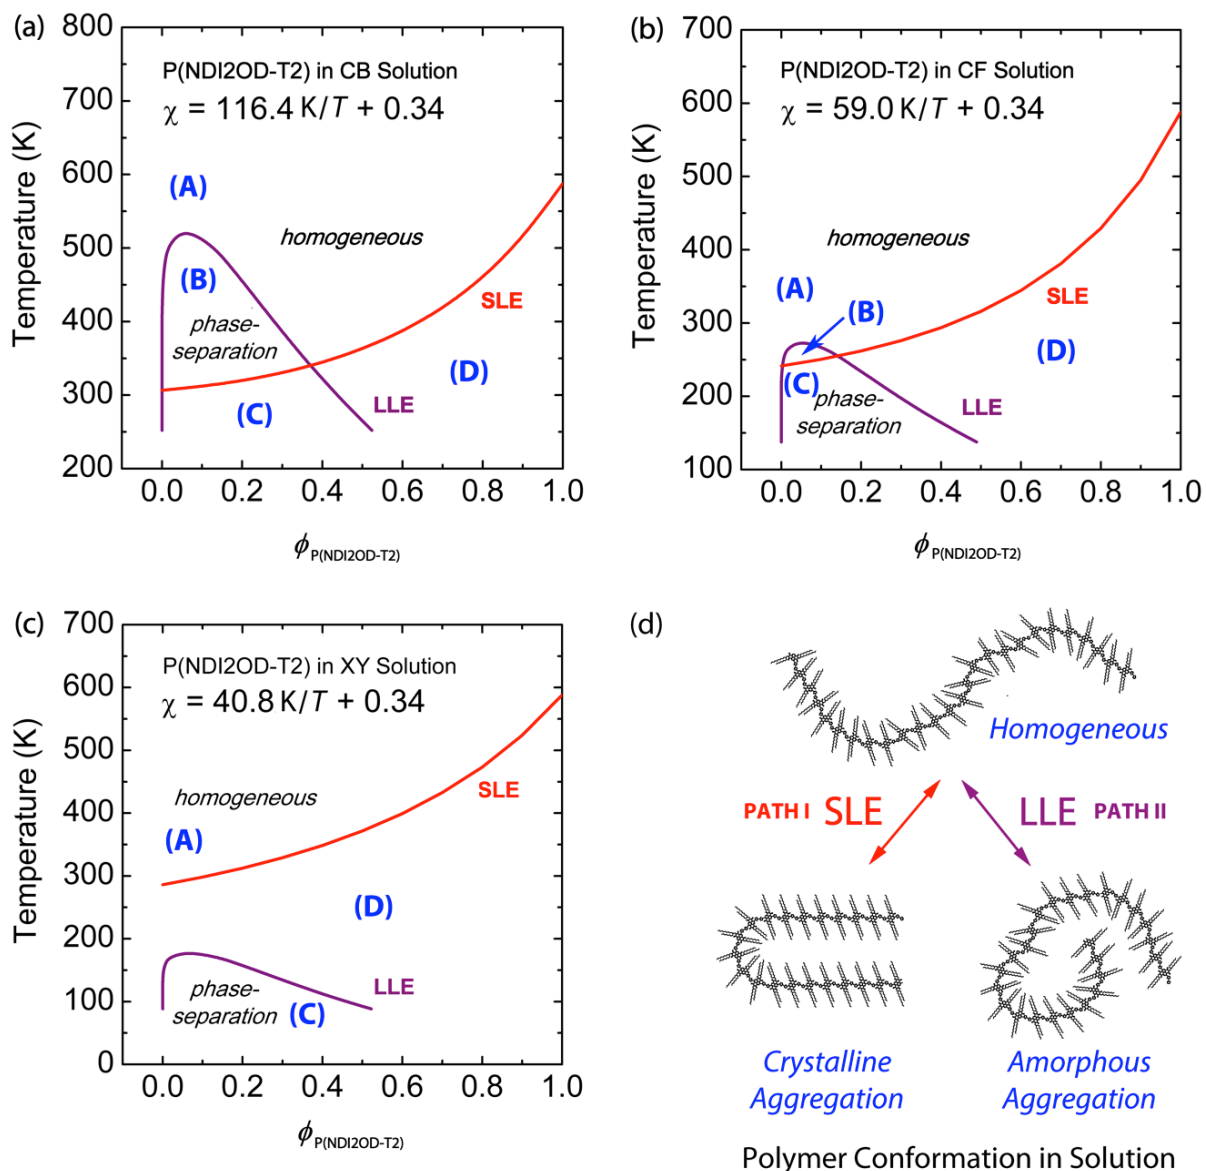 (a)
800
700
600
500
400
300
200
Temperature (K)
P(NDI2OD-T2) in CB Solution
χ = 116.4 K/T + 0.34
(A)
homogeneous
(B)
SLE
phase-
separation
(D)
(C)
LLE
0.0 0.2 0.4 0.6 0.8 1.0
ϕP(NDI2OD-T2)
(b)
700
600
500
400
300
200
100
Temperature (K)
P(NDI2OD-T2) in CF Solution
χ = 59.0 K/T + 0.34
homogeneous
(A)
SLE
(B)
(D)
(C)
phase-
separation
LLE
0.0 0.2 0.4 0.6 0.8 1.0
ϕP(NDI2OD-T2)
(c)
700
600
500
400
300
200
100
0
Temperature (K)
P(NDI2OD-T2) in XY Solution
χ = 40.8 K/T + 0.34
homogeneous
SLE
(A)
(D)
phase-
separation
(C)
LLE
0.0 0.2 0.4 0.6 0.8 1.0
ϕP(NDI2OD-T2)
(d)
Homogeneous
PATH I SLE
LLE PATH II
Crystalline
Aggregation
Amorphous
Aggregation
Polymer Conformation in Solution